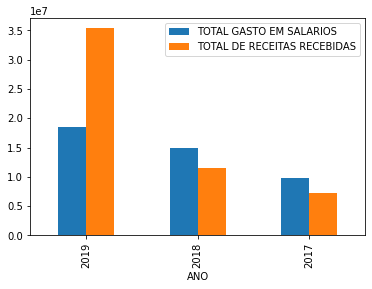 1e7
3.5
3.0
2.5
2.0
1.5
1.0
0.5
0.0
TOTAL GASTO EM SALARIOS
TOTAL DE RECEITAS RECEBIDAS
2019
2018
2017
ANO